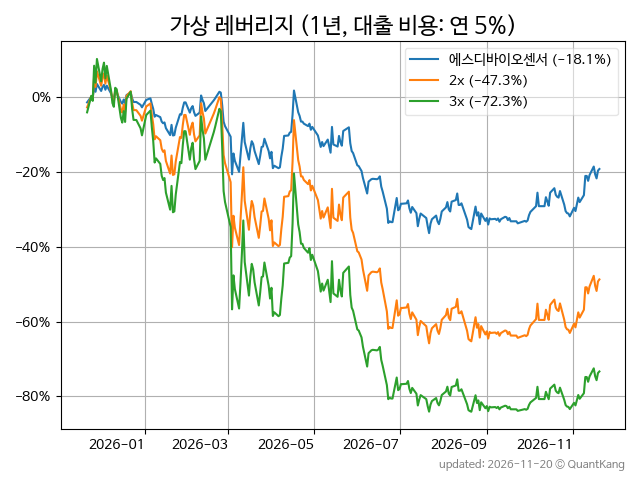 가상 레버리지 (1년, 대출 비용: 연 5%)
에스디바이오센서 (−18.1%)
2x (−47.3%)
3x (−72.3%)
0%
−20%
−40%
−60%
−80%
2026-01 2026-03 2026-05 2026-07 2026-09 2026-11
updated: 2026-11-20 © QuantKang